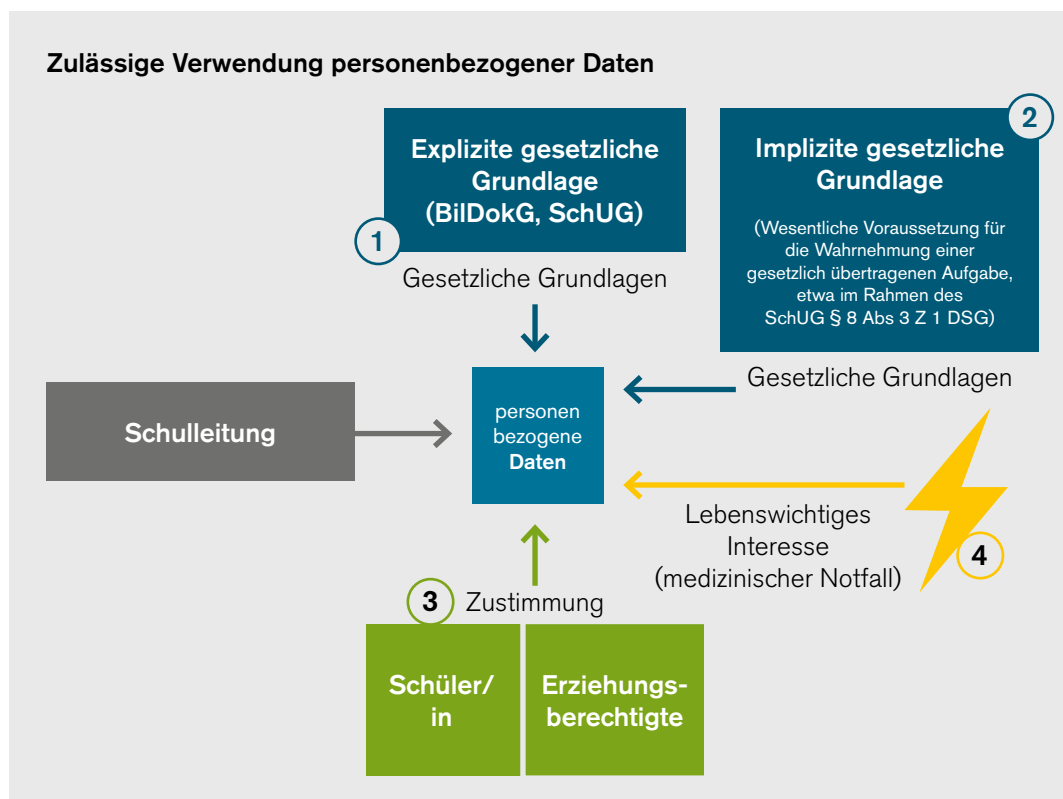 Zulässige Verwendung personenbezogener Daten
1
Explizite gesetzliche
Grundlage
(BilDokG, SchUG)
Gesetzliche Grundlagen
2
Implizite gesetzliche
Grundlage
(Wesentliche Voraussetzung für
die Wahrnehmung einer
gesetzlich übertragenen Aufgabe,
etwa im Rahmen des
SchUG § 8 Abs 3 Z 1 DSG)
Gesetzliche Grundlagen
Schulleitung
personen
bezogene
Daten
Lebenswichtiges
Interesse
(medizinischer Notfall)
4
3 Zustimmung
Schüler/
in
Erziehungs-
berechtigte